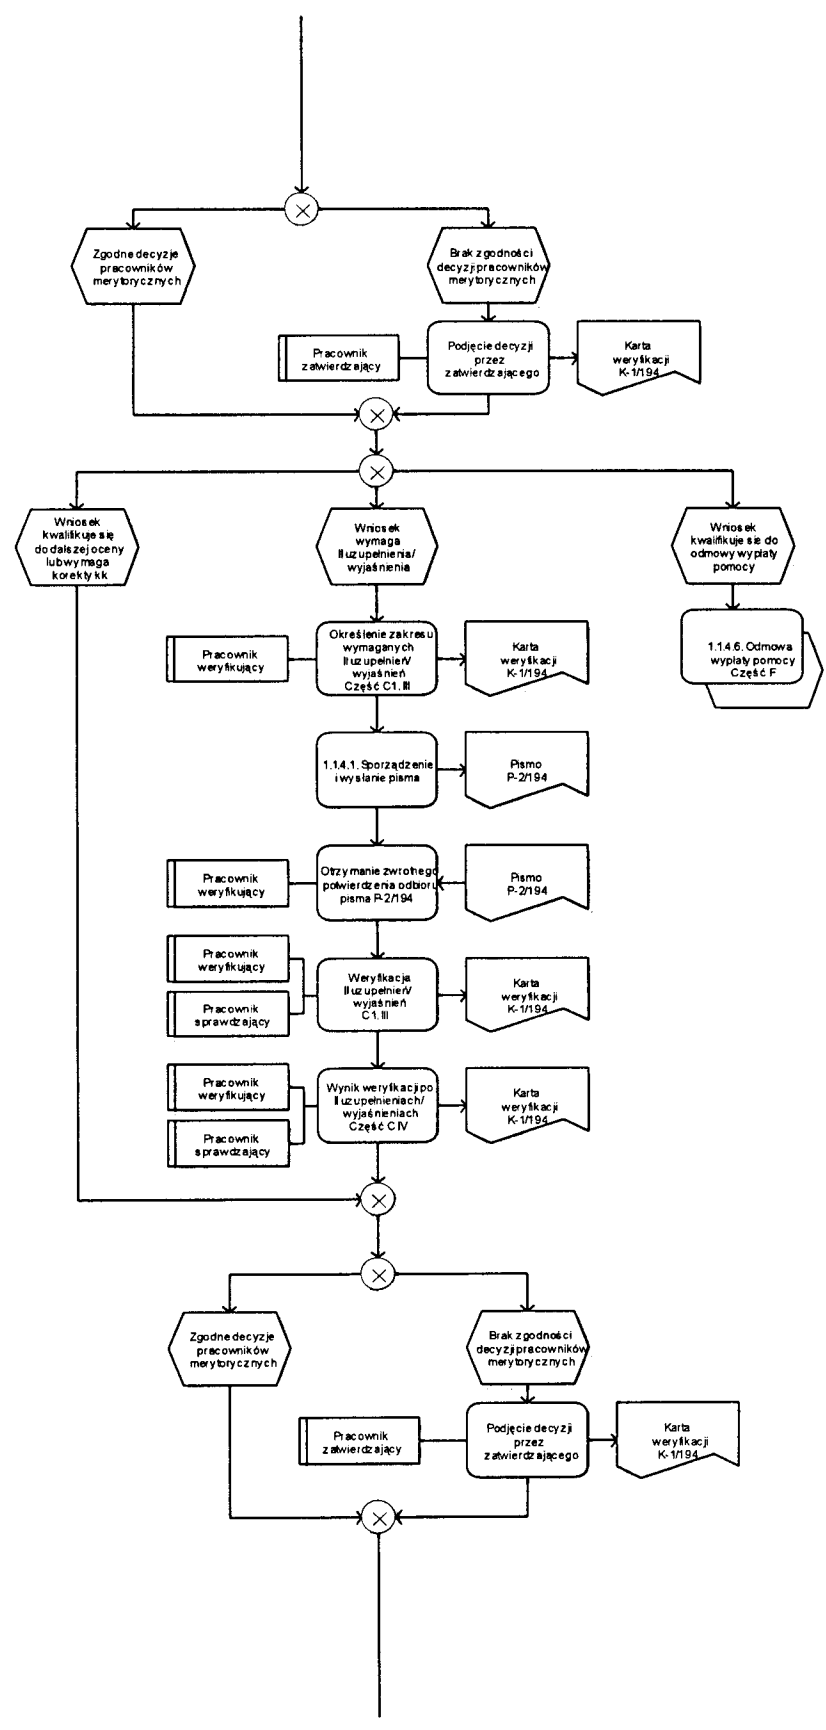 Zgodne decyzje
pracowników
merytorycznych
Brak zgodności
decyzji pracowników
merytorycznych
Pracownik
zatwierdzający
Podjęcie decyzji
przez
zatwierdzającego
Karta
weryfikacji
K-1/194
Wniosek
kwalifikuje się
do dalszej oceny
lub wymaga
korekty kk
Wniosek
wymaga
II uzupełnienia/
wyjaśnienia
Wniosek
kwalifikuje sie do
odmowy wypłaty
pomocy
Pracownik
weryfikujący
Określenie zakresu
wymaganych
II uzupełnień/
wyjaśnień
Część C1.III
Karta
weryfikacji
K-1/194
1.1.4.6. Odmowa
wypłaty pomocy
Część F
1.1.4.1. Sporządzenie
i wysłanie pisma
Pismo
P-2/194
Pracownik
weryfikujący
Otrzymanie zwrotnego
potwierdzenia odbioru
pisma P-2/194
Pismo
P-2/194
Pracownik
weryfikujący
Pracownik
sprawdzający
Weryfikacja
II uzupełnień/
wyjaśnień
C1.III
Karta
weryfikacji
K-1/194
Pracownik
weryfikujący
Pracownik
sprawdzający
Wynik weryfikacji po
II uzupełnieniach/
wyjaśnieniach
Część C IV
Karta
weryfikacji
K-1/194
Zgodne decyzje
pracowników
merytorycznych
Brak zgodności
decyzji pracowników
merytorycznych
Pracownik
zatwierdzający
Podjęcie decyzji
przez
zatwierdzającego
Karta
weryfikacji
K-1/194